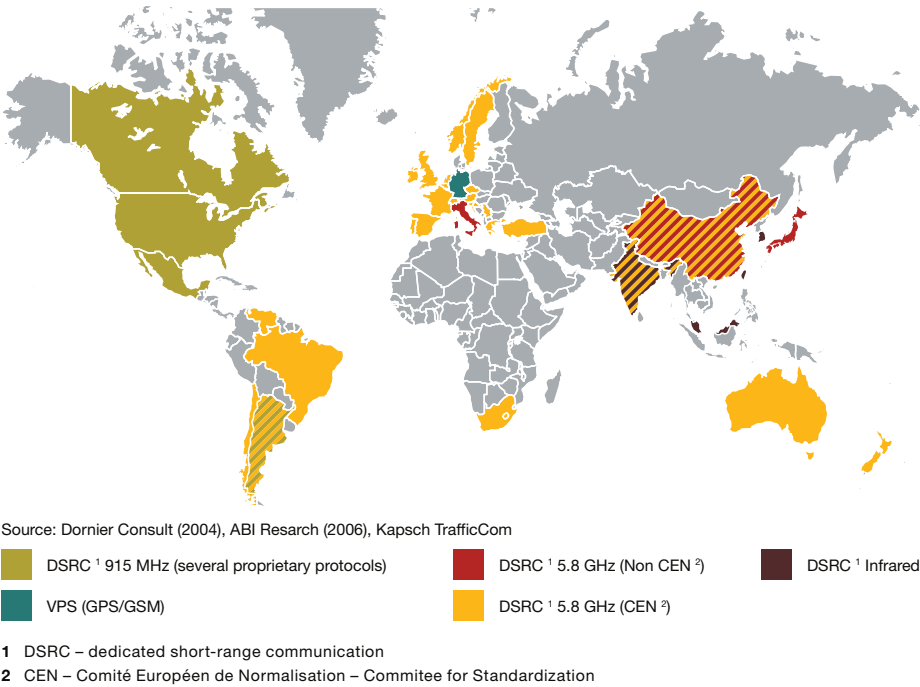 Source: Dornier Consult (2004), ABI Resarch (2006), Kapsch TrafficCom
DSRC ¹ 915 MHz (several proprietary protocols)
DSRC ¹ 5.8 GHz (Non CEN ²)
DSRC ¹ Infrared
VPS (GPS/GSM)
DSRC ¹ 5.8 GHz (CEN ²)
1 DSRC – dedicated short-range communication
2 CEN – Comité Européen de Normalisation – Commitee for Standardization